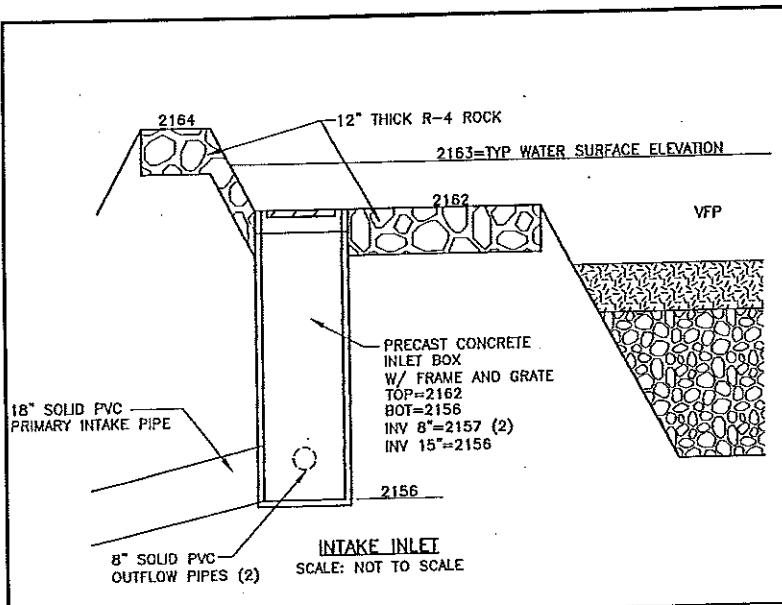 2164
12" THICK R-4 ROCK
2163=TYP WATER SURFACE ELEVATION
2162
VFP
PRECAST CONCRETE
INLET BOX
W/ FRAME AND GRATE
TOP=2162
BOT=2156
INV 8"=2157 (2)
INV 15"=2156
18" SOLID PVC
PRIMARY INTAKE PIPE
2156
8" SOLID PVC
OUTFLOW PIPES (2)
INTAKE INLET
SCALE: NOT TO SCALE